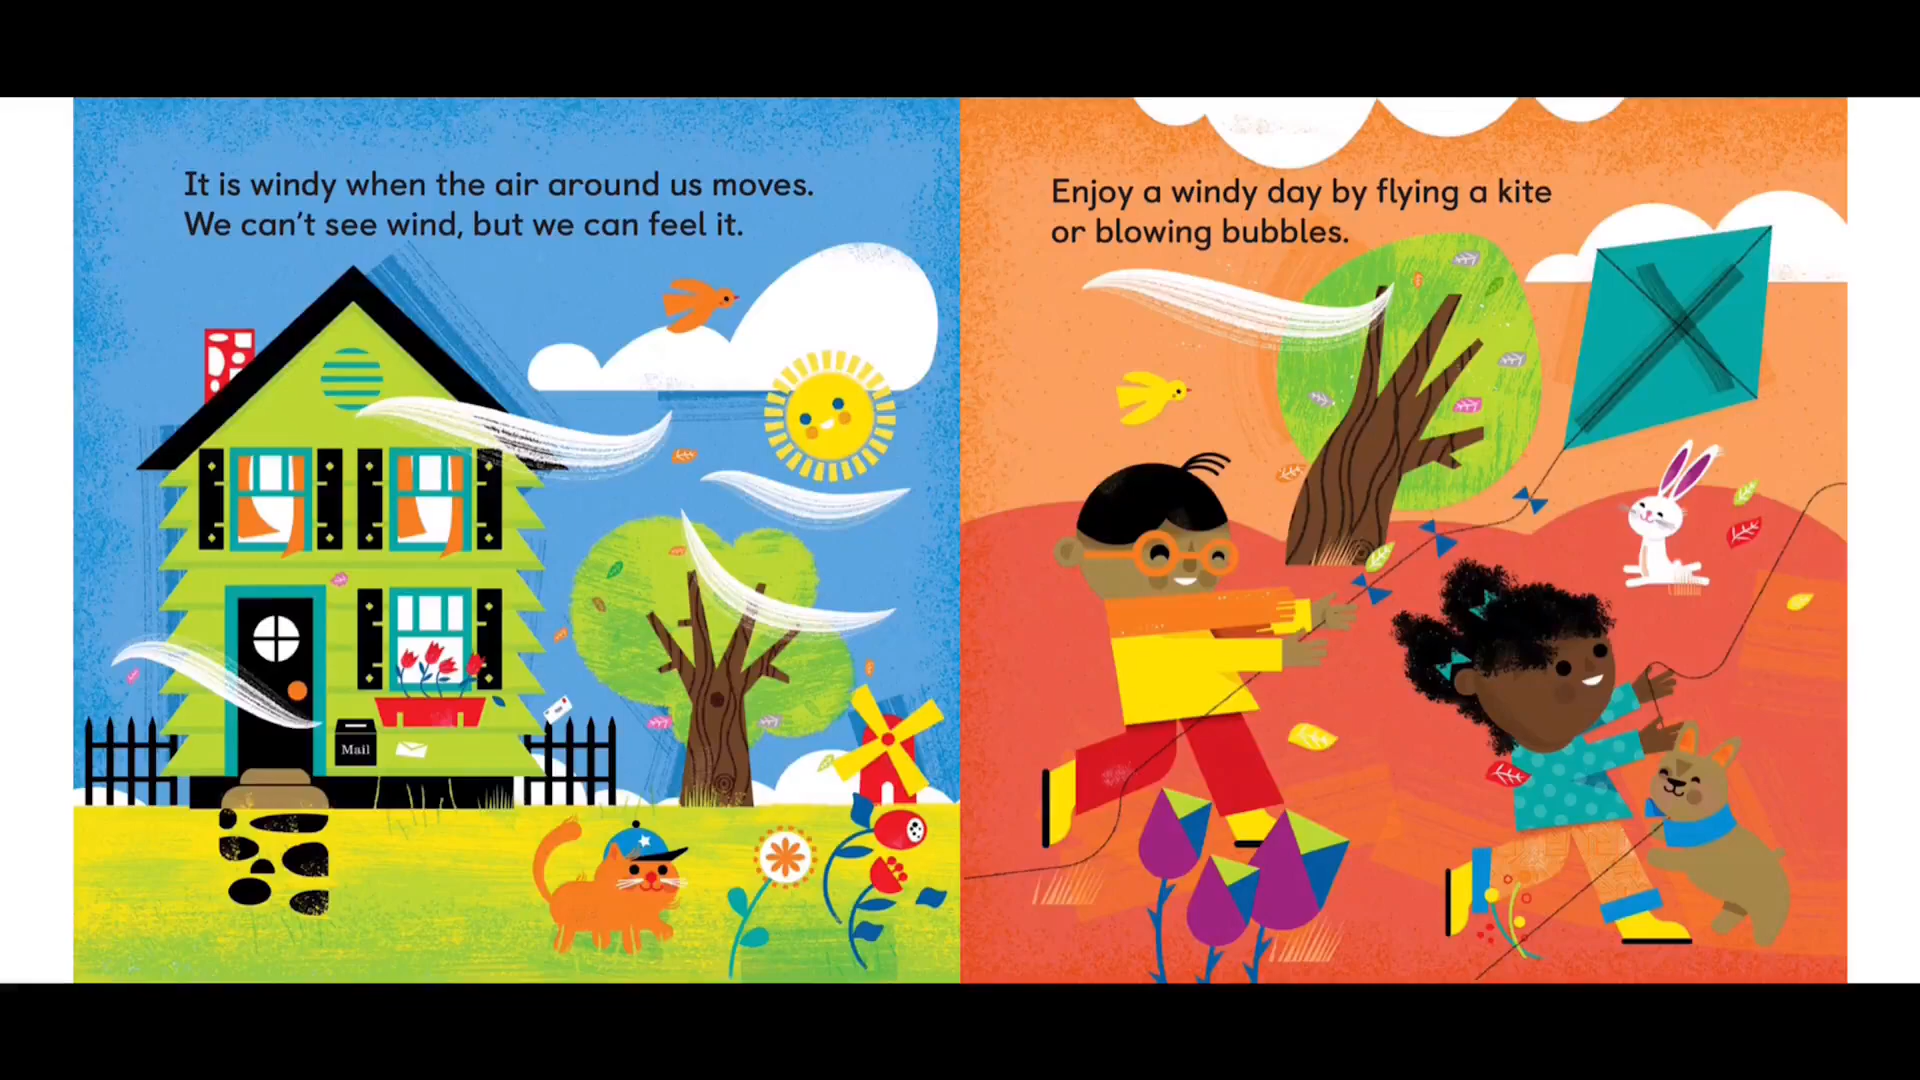 It is windy when the air around us moves.
We can't see wind, but we can feel it.
Mail
Enjoy a windy day by flying a kite
or blowing bubbles.